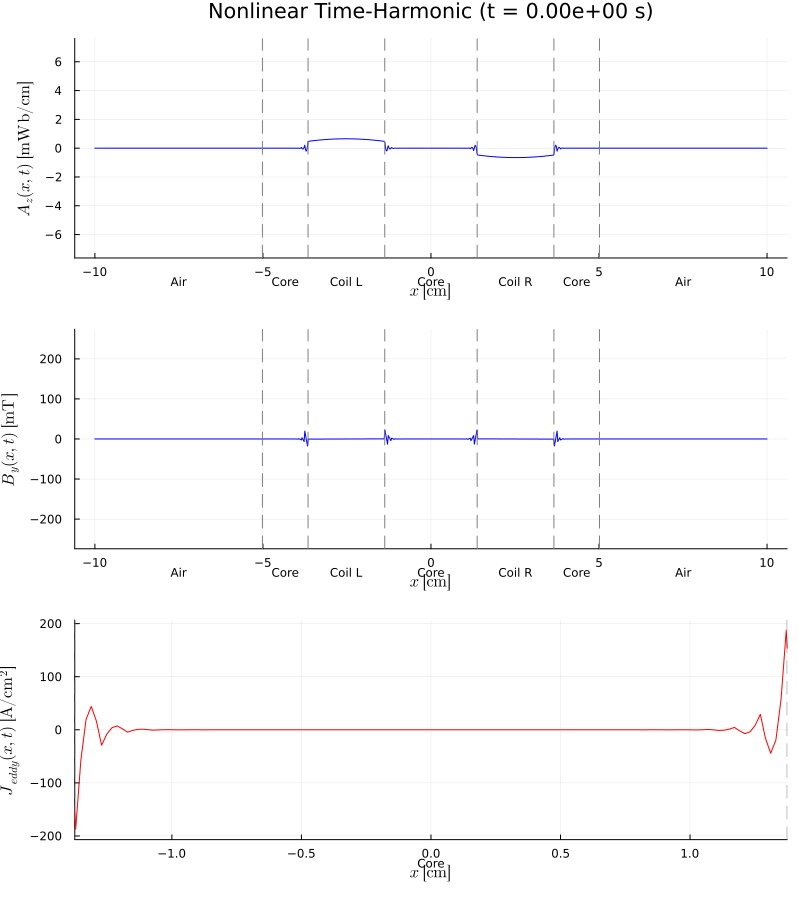 Nonlinear Time-Harmonic (t = 0.00e+00 s)
A_z(x, t) [mWb/cm]
6
4
2
0
−2
−4
−6
−10 −5 0 5 10
Air Core Coil L Core Coil R Core Air
x [cm]
B_y(x, t) [mT]
200
100
0
−100
−200
−10 −5 0 5 10
Air Core Coil L Core Coil R Core Air
x [cm]
J_eddy(x, t) [A/cm²]
200
100
0
−100
−200
−1.0 −0.5 0.0 0.5 1.0
Core
x [cm]